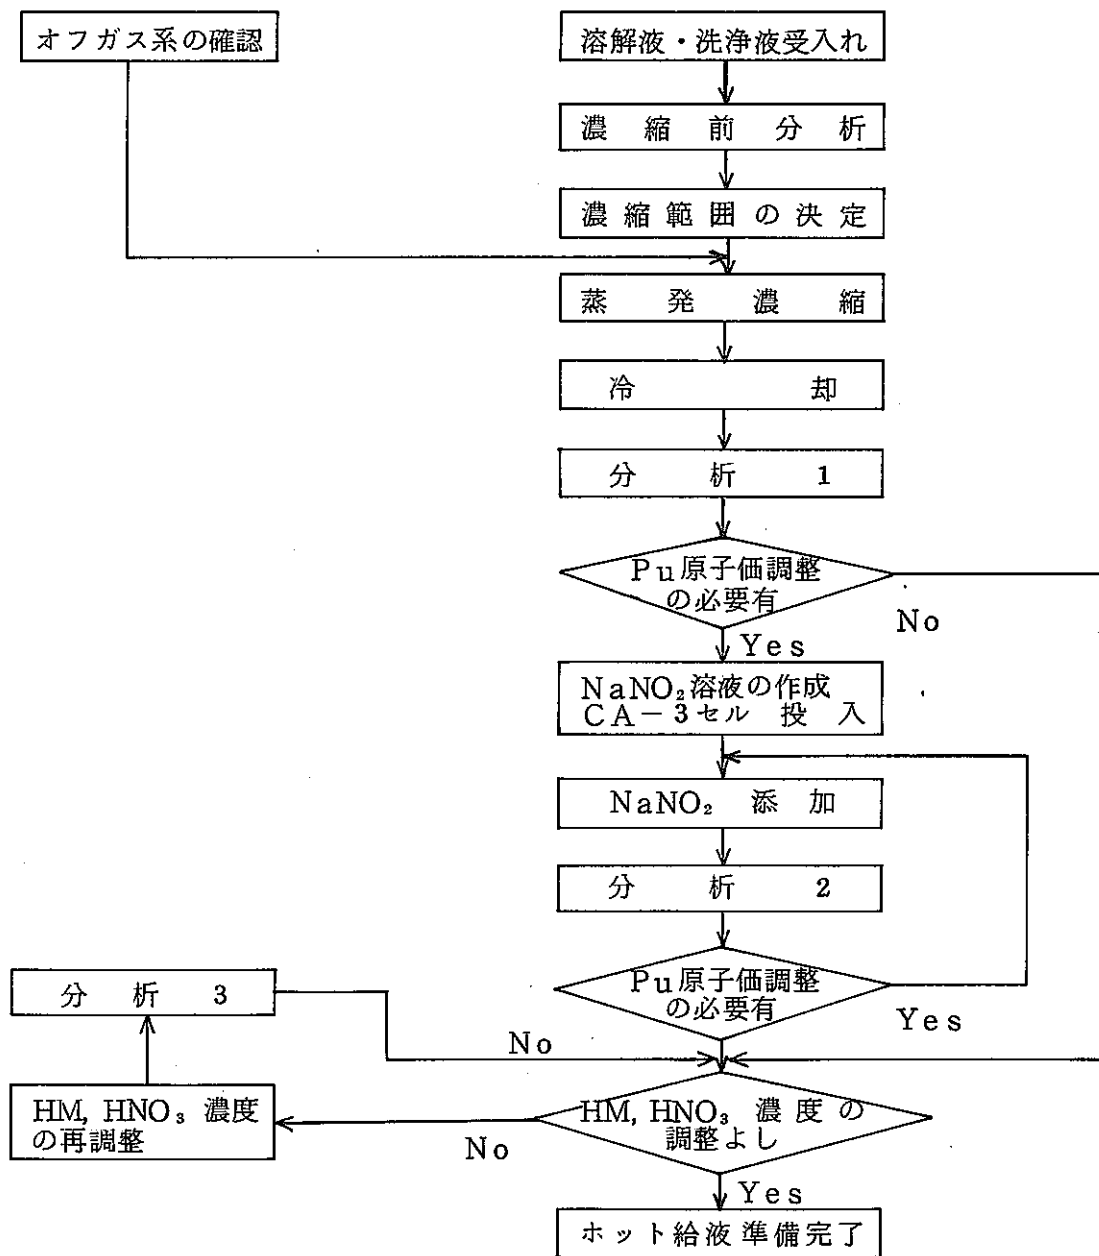 オフガス系の確認
溶解液・洗浄液受入れ
濃縮前分析
濃縮範囲の決定
蒸発濃縮
冷却
分析1
Pu原子価調整
の必要有
No
Yes
NaNO₂溶液の作成
CA－3セル 投入
NaNO₂ 添加
分析2
Pu原子価調整
の必要有
Yes
No
分析3
HM, HNO₃ 濃度
の再調整
HM, HNO₃ 濃度の
調整よし
No
Yes
ホット給液準備完了